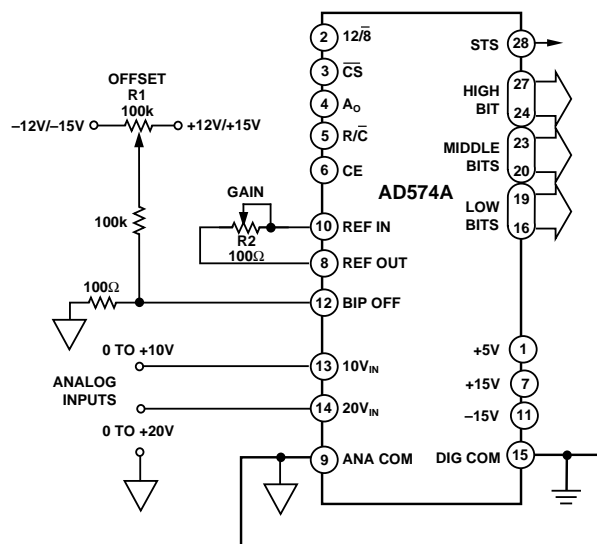 OFFSET
R1
100k
–12V/–15V
+12V/+15V
100k
100Ω
GAIN
R2
100Ω
0 TO +10V
ANALOG
INPUTS
0 TO +20V
AD574A
2 12/8̅
3 C̅S̅
4 AO
5 R/C̅
6 CE
10 REF IN
8 REF OUT
12 BIP OFF
13 10VIN
14 20VIN
9 ANA COM
STS 28
27
HIGH
BIT
24
23
MIDDLE
BITS
20
19
LOW
BITS
16
+5V 1
+15V 7
–15V 11
DIG COM 15